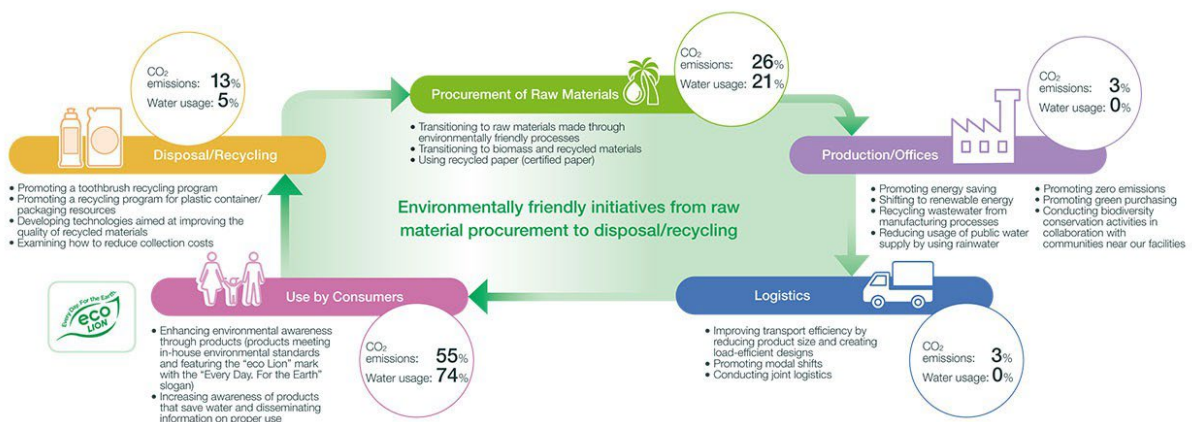 CO₂
emissions: 13%
Water usage: 5%
Disposal/Recycling
• Promoting a toothbrush recycling program
• Promoting a recycling program for plastic container/
packaging resources
• Developing technologies aimed at improving the
quality of recycled materials
• Examining how to reduce collection costs
Procurement of Raw Materials
CO₂
emissions: 26%
Water usage: 21%
• Transitioning to raw materials made through
environmentally friendly processes
• Transitioning to biomass and recycled materials
• Using recycled paper (certified paper)
CO₂
emissions: 3%
Water usage: 0%
Production/Offices
• Promoting energy saving
• Shifting to renewable energy
• Recycling wastewater from
manufacturing processes
• Reducing usage of public water
supply by using rainwater
• Promoting zero emissions
• Promoting green purchasing
• Conducting biodiversity
conservation activities in
collaboration with
communities near our facilities
Environmentally friendly initiatives from raw
material procurement to disposal/recycling
Every Day. For the Earth
eco
LION
Use by Consumers
• Enhancing environmental awareness
through products (products meeting
in-house environmental standards
and featuring the “eco Lion” mark
with the “Every Day. For the Earth”
slogan)
• Increasing awareness of products
that save water and disseminating
information on proper use
CO₂
emissions: 55%
Water usage: 74%
Logistics
• Improving transport efficiency by
reducing product size and creating
load-efficient designs
• Promoting modal shifts
• Conducting joint logistics
CO₂
emissions: 3%
Water usage: 0%